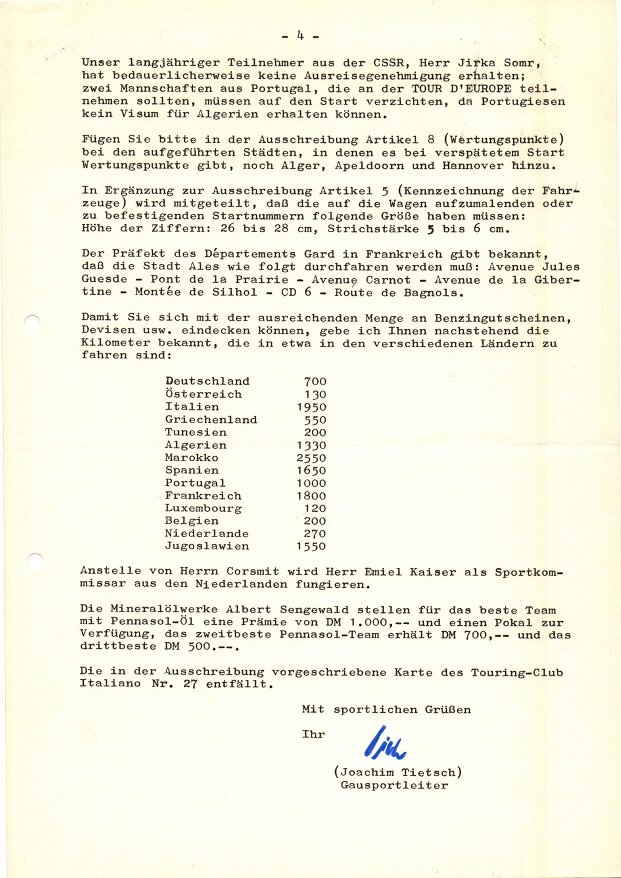 - 4 -
Unser langjähriger Teilnehmer aus der CSSR, Herr Jirka Somr,
hat bedauerlicherweise keine Ausreisegenehmigung erhalten;
zwei Mannschaften aus Portugal, die an der TOUR D'EUROPE teil-
nehmen sollten, müssen auf den Start verzichten, da Portugiesen
kein Visum für Algerien erhalten können.
Fügen Sie bitte in der Ausschreibung Artikel 8 (Wertungspunkte)
bei den aufgeführten Städten, in denen es bei verspätetem Start
Wertungspunkte gibt, noch Alger, Apeldoorn und Hannover hinzu.
In Ergänzung zur Ausschreibung Artikel 5 (Kennzeichnung der Fahr-
zeuge) wird mitgeteilt, daß die auf die Wagen aufzumalenden oder
zu befestigenden Startnummern folgende Größe haben müssen:
Höhe der Ziffern: 26 bis 28 cm, Strichstärke 5 bis 6 cm.
Der Präfekt des Départements Gard in Frankreich gibt bekannt,
daß die Stadt Ales wie folgt durchfahren werden muß: Avenue Jules
Guesde - Pont de la Prairie - Avenue Carnot - Avenue de la Giber-
tine - Montée de Silhol - CD 6 - Route de Bagnols.
Damit Sie sich mit der ausreichenden Menge an Benzingutscheinen,
Devisen usw. eindecken können, gebe ich Ihnen nachstehend die
Kilometer bekannt, die in etwa in den verschiedenen Ländern zu
fahren sind:
Deutschland 700
Österreich 130
Italien 1950
Griechenland 550
Tunesien 200
Algerien 1330
Marokko 2550
Spanien 1650
Portugal 1000
Frankreich 1800
Luxembourg 120
Belgien 200
Niederlande 270
Jugoslawien 1550
Anstelle von Herrn Corsmit wird Herr Emiel Kaiser als Sportkom-
missar aus den Niederlanden fungieren.
Die Mineralölwerke Albert Sengewald stellen für das beste Team
mit Pennasol-Öl eine Prämie von DM 1.000,-- und einen Pokal zur
Verfügung, das zweitbeste Pennasol-Team erhält DM 700,-- und das
drittbeste DM 500.--.
Die in der Ausschreibung vorgeschriebene Karte des Touring-Club
Italiano Nr. 27 entfällt.
Mit sportlichen Grüßen
Ihr
(Joachim Tietsch)
Gausportleiter